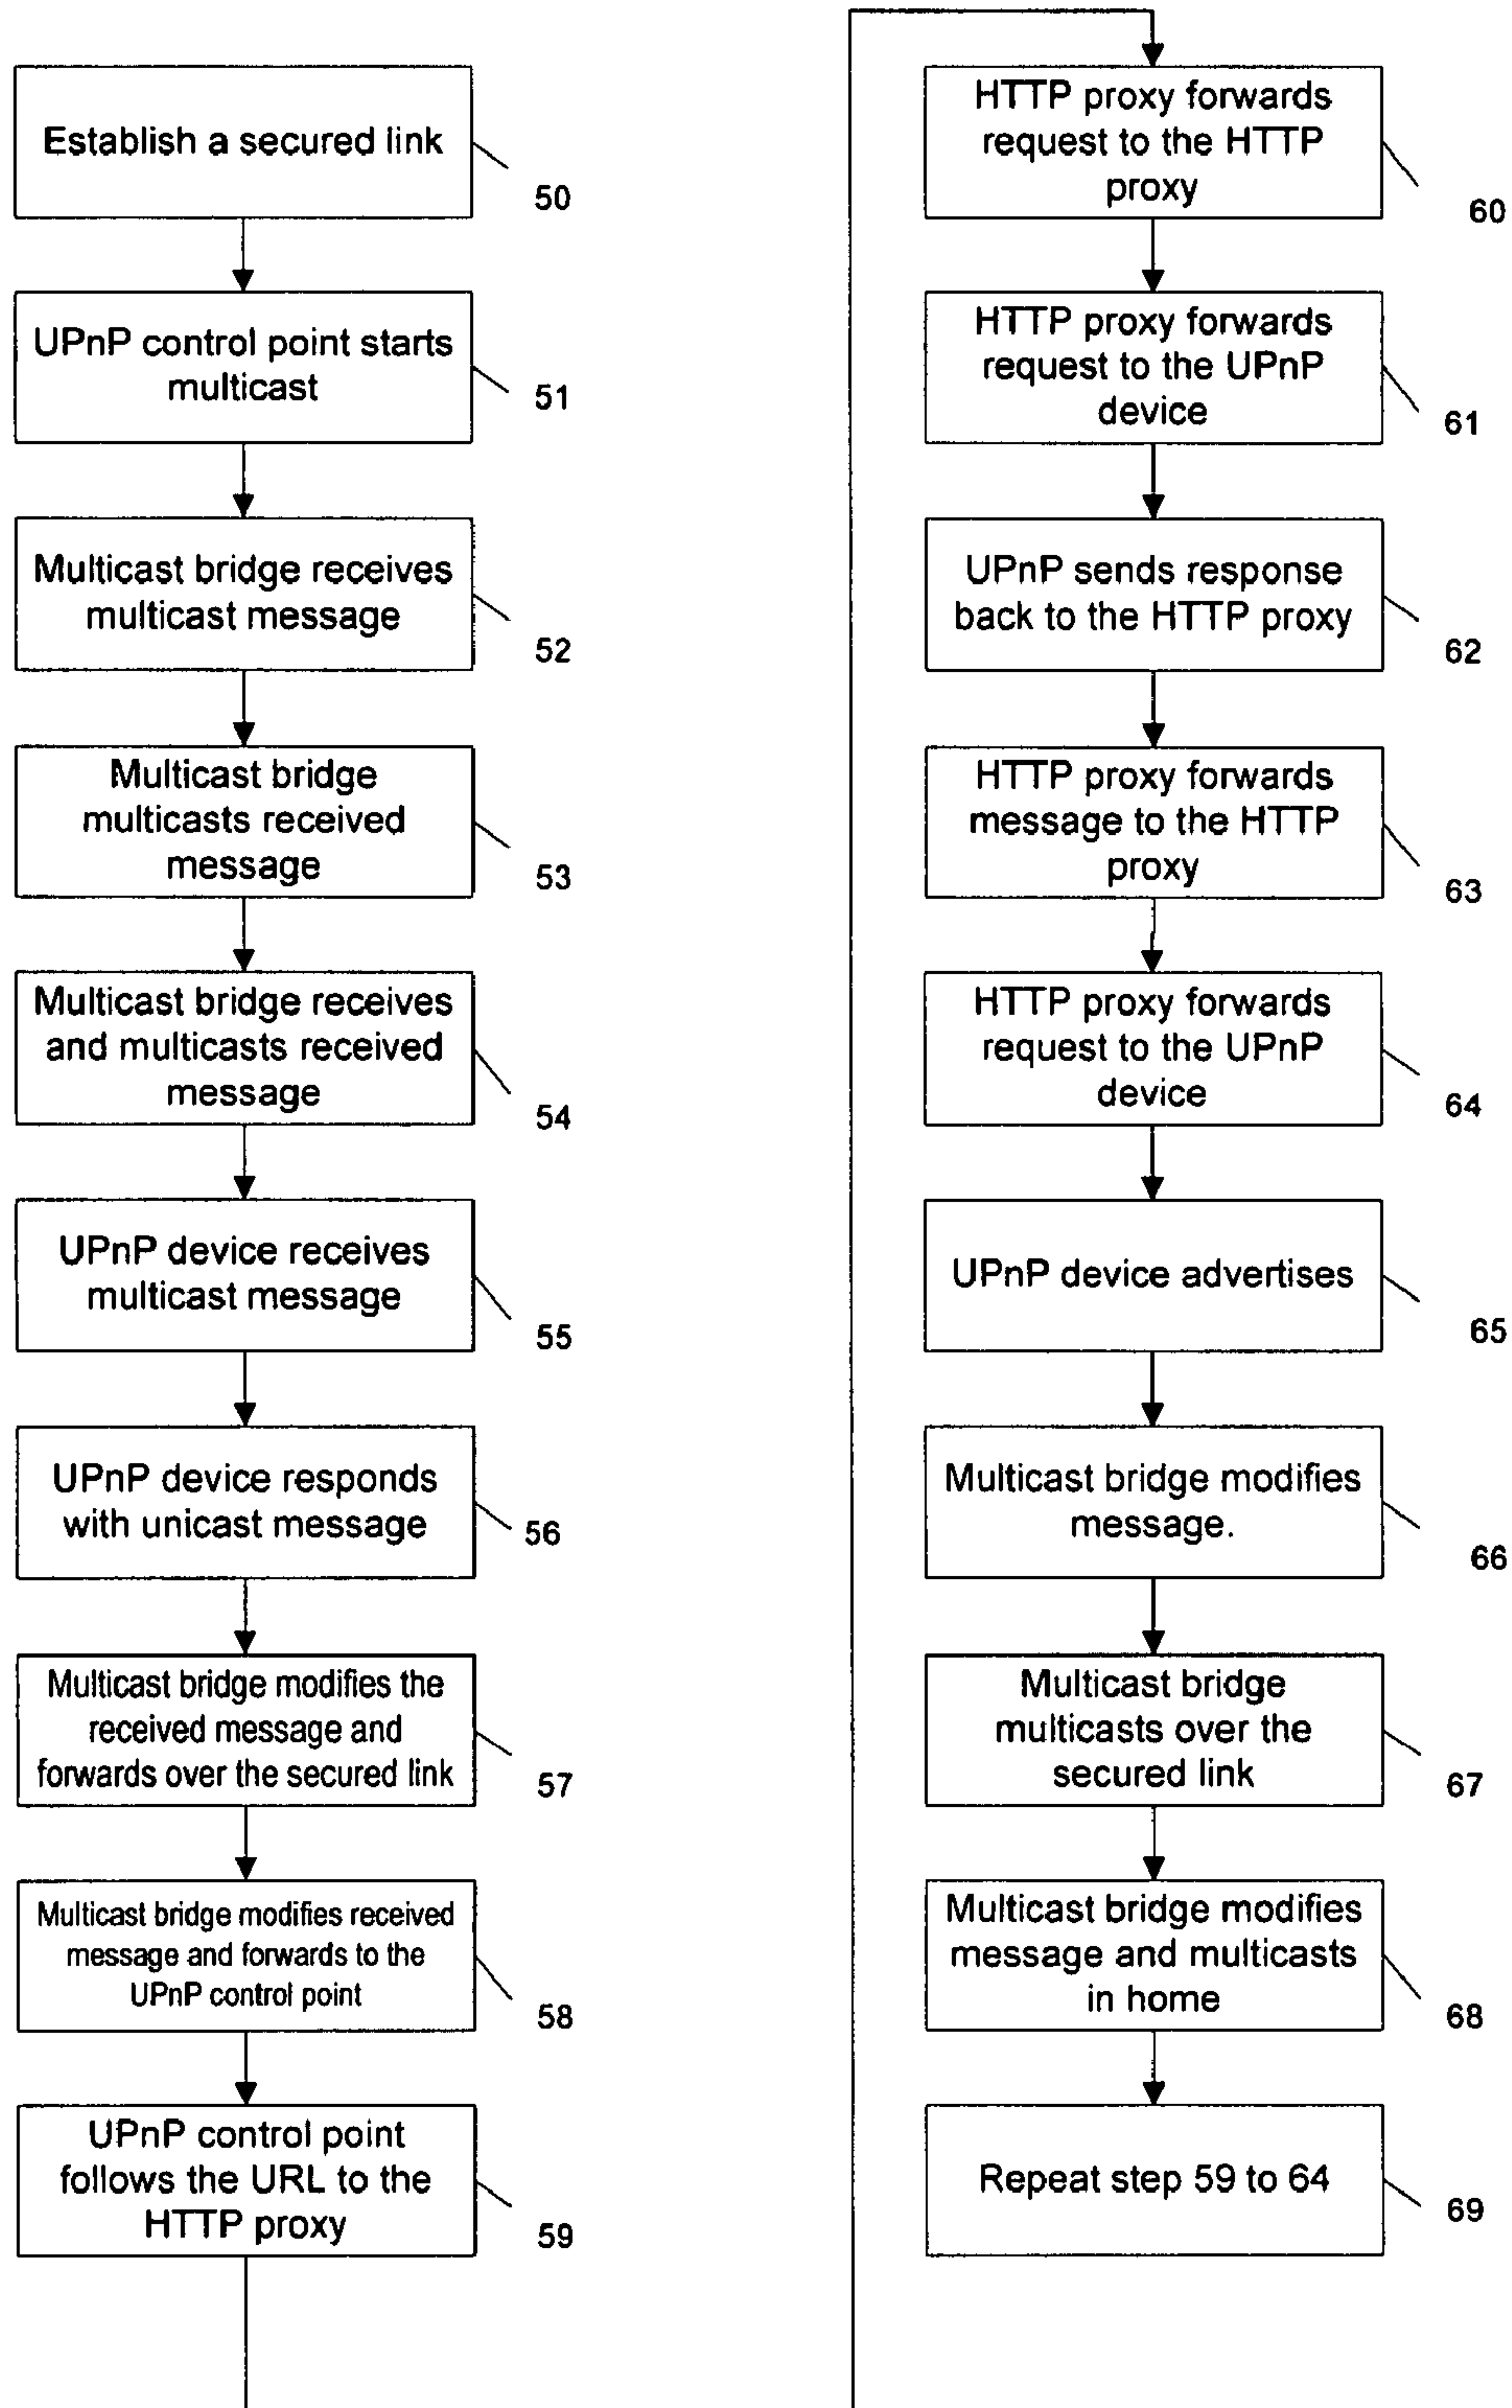 Establish a secured link
50
UPnP control point starts
multicast
51
Multicast bridge receives
multicast message
52
Multicast bridge
multicasts received
message
53
Multicast bridge receives
and multicasts received
message
54
UPnP device receives
multicast message
55
UPnP device responds
with unicast message
56
Multicast bridge modifies the
received message and
forwards over the secured link
57
Multicast bridge modifies received
message and forwards to the
UPnP control point
58
UPnP control point
follows the URL to the
HTTP proxy
59
HTTP proxy forwards
request to the HTTP
proxy
60
HTTP proxy forwards
request to the UPnP
device
61
UPnP sends response
back to the HTTP proxy
62
HTTP proxy forwards
message to the HTTP
proxy
63
HTTP proxy forwards
request to the UPnP
device
64
UPnP device advertises
65
Multicast bridge modifies
message.
66
Multicast bridge
multicasts over the
secured link
67
Multicast bridge modifies
message and multicasts
in home
68
Repeat step 59 to 64
69